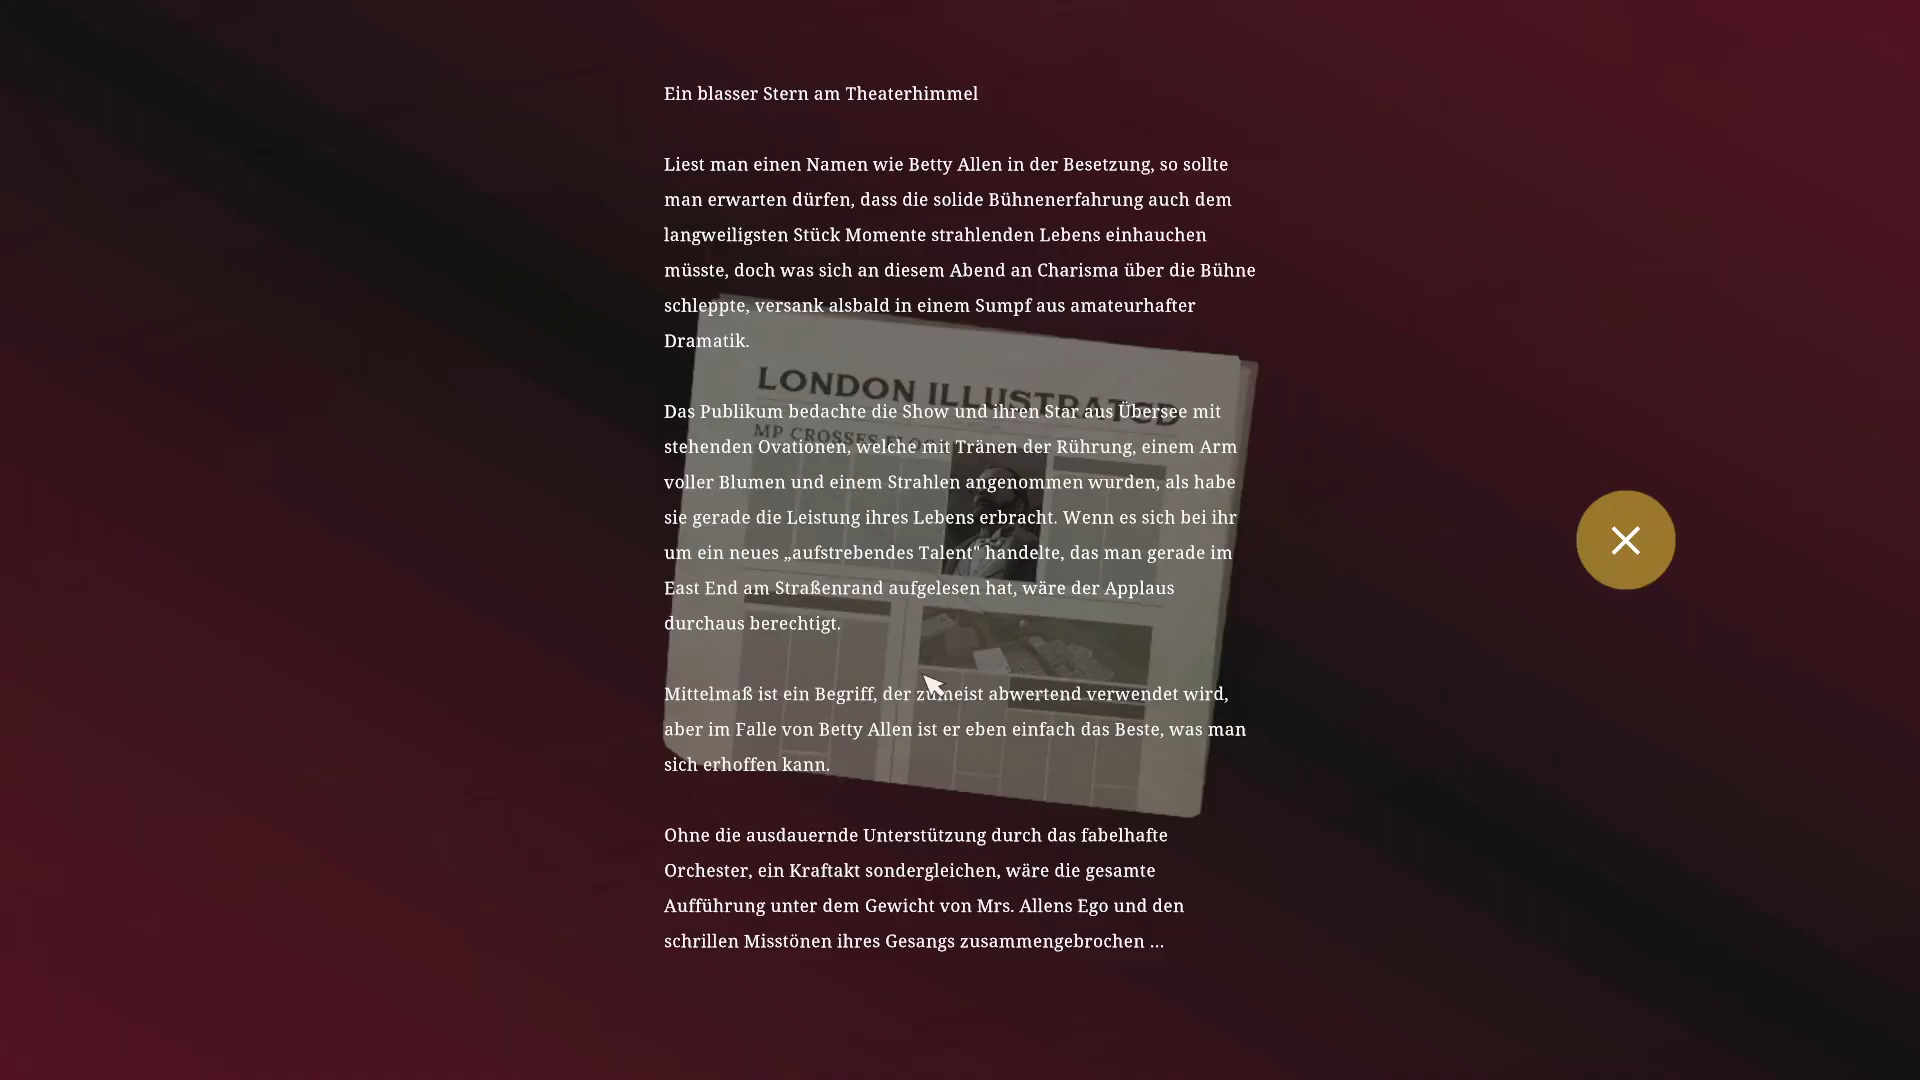 Ein blasser Stern am Theaterhimmel
Liest man einen Namen wie Betty Allen in der Besetzung, so sollte
man erwarten dürfen, dass die solide Bühnenerfahrung auch dem
langweiligsten Stück Momente strahlenden Lebens einhauchen
müsste, doch was sich an diesem Abend an Charisma über die Bühne
schleppte, versank alsbald in einem Sumpf aus amateurhafter
Dramatik.
LONDON ILLUSTRATED
Das Publikum bedachte die Show und ihren Star aus Übersee mit
MP CROSSES
stehenden Ovationen, welche mit Tränen der Rührung, einem Arm
voller Blumen und einem Strahlen angenommen wurden, als habe
sie gerade die Leistung ihres Lebens erbracht. Wenn es sich bei ihr
um ein neues „aufstrebendes Talent" handelte, das man gerade im
East End am Straßenrand aufgelesen hat, wäre der Applaus
durchaus berechtigt.
Mittelmaß ist ein Begriff, der zumeist abwertend verwendet wird,
aber im Falle von Betty Allen ist er eben einfach das Beste, was man
sich erhoffen kann.
Ohne die ausdauernde Unterstützung durch das fabelhafte
Orchester, ein Kraftakt sondergleichen, wäre die gesamte
Aufführung unter dem Gewicht von Mrs. Allens Ego und den
schrillen Misstönen ihres Gesangs zusammengebrochen ...